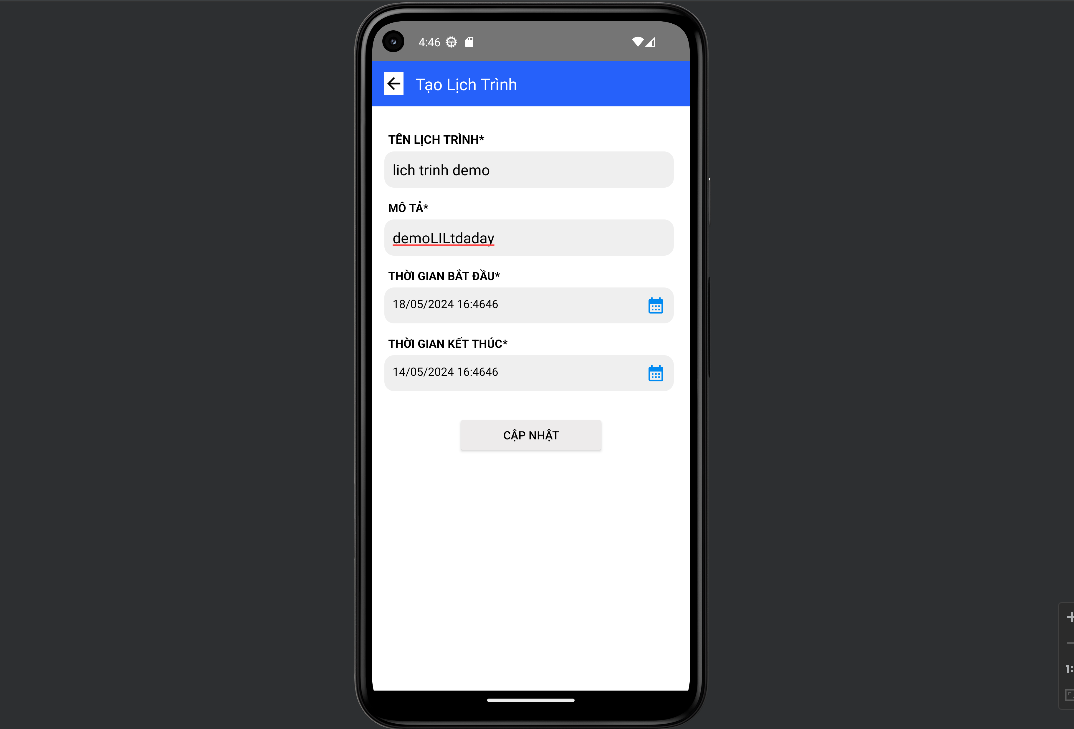 4:46
Tạo Lịch Trình
TÊN LỊCH TRÌNH*
lich trinh demo
MÔ TẢ*
demoLILtdaday
THỜI GIAN BẮT ĐẦU*
18/05/2024 16:4646
THỜI GIAN KẾT THÚC*
14/05/2024 16:4646
CẬP NHẬT
1: